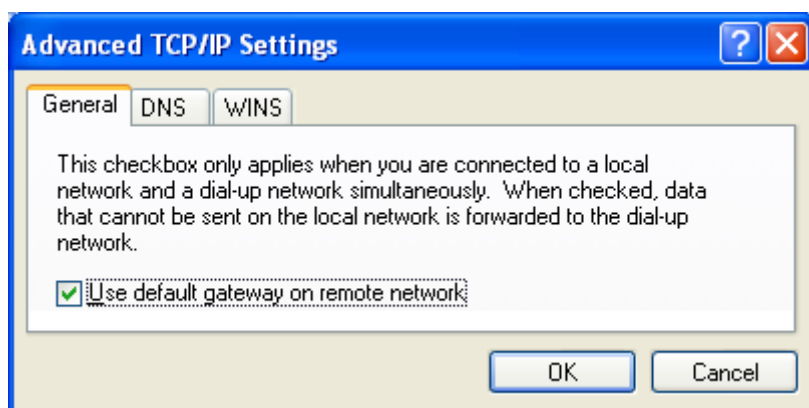 Advanced TCP/IP Settings
General DNS WINS
This checkbox only applies when you are connected to a local
network and a dial-up network simultaneously. When checked, data
that cannot be sent on the local network is forwarded to the dial-up
network.
Use default gateway on remote network
OK Cancel